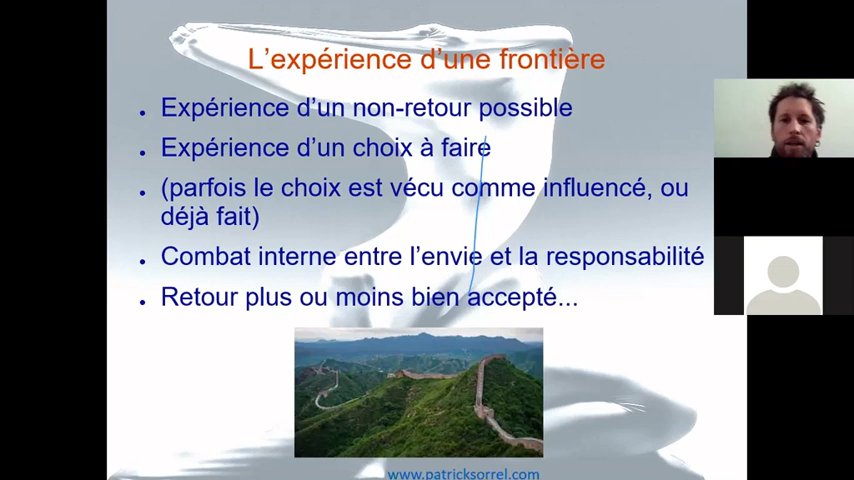 L'expérience d'une frontière
• Expérience d'un non-retour possible
• Expérience d'un choix à faire
• (parfois le choix est vécu comme influencé, ou
déjà fait)
• Combat interne entre l'envie et la responsabilité
• Retour plus ou moins bien accepté...
www.patricksorrel.com